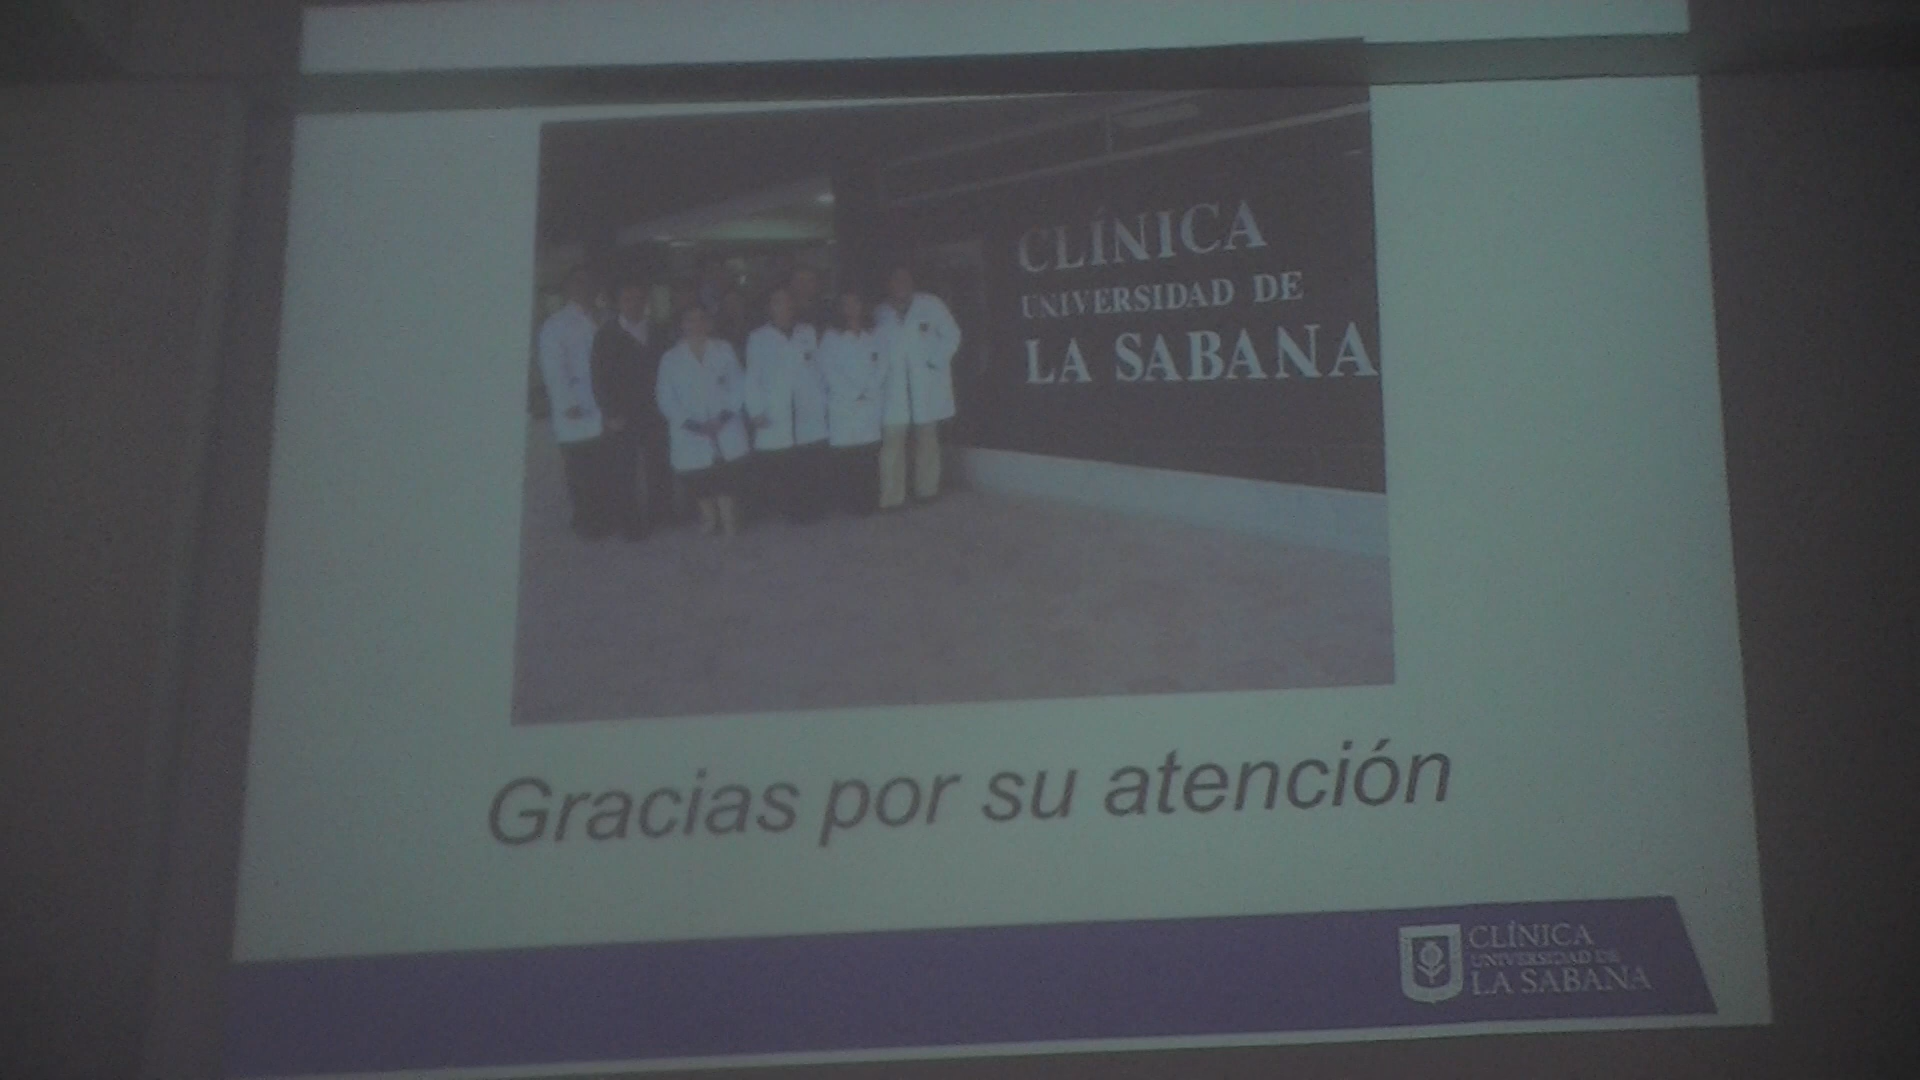 CLÍNICA
UNIVERSIDAD DE
LA SABANA
Gracias por su atención
CLÍNICA
UNIVERSIDAD DE
LA SABANA